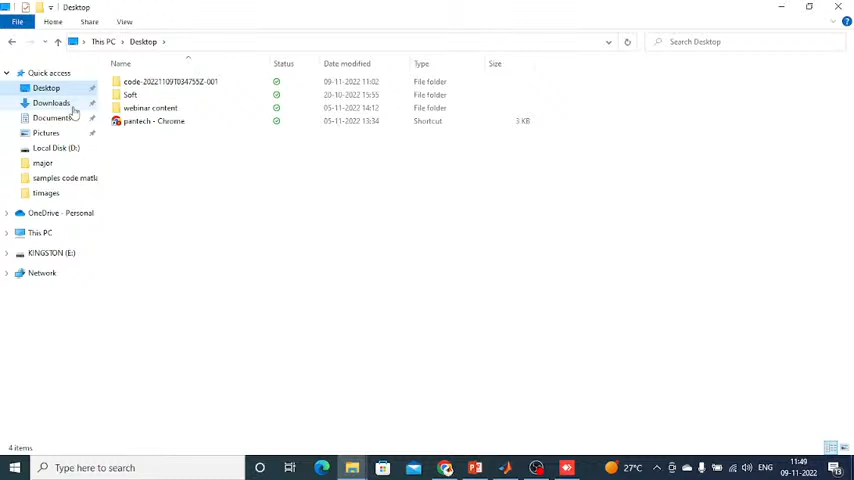 Desktop
File Home Share View
This PC Desktop
Search Desktop
Name Status Date modified Type Size
Quick access
Desktop
Downloads
Documents
Pictures
Local Disk (D:)
major
samples code matla
timages
OneDrive - Personal
This PC
KINGSTON (E:)
Network
code-20221109T034755Z-001 09-11-2022 11:02 File folder
Soft 20-10-2022 15:55 File folder
webinar content 05-11-2022 14:12 File folder
pantech - Chrome 05-11-2022 13:34 Shortcut 3 KB
4 items
Type here to search
27°C
ENG
11:49
09-11-2022
13